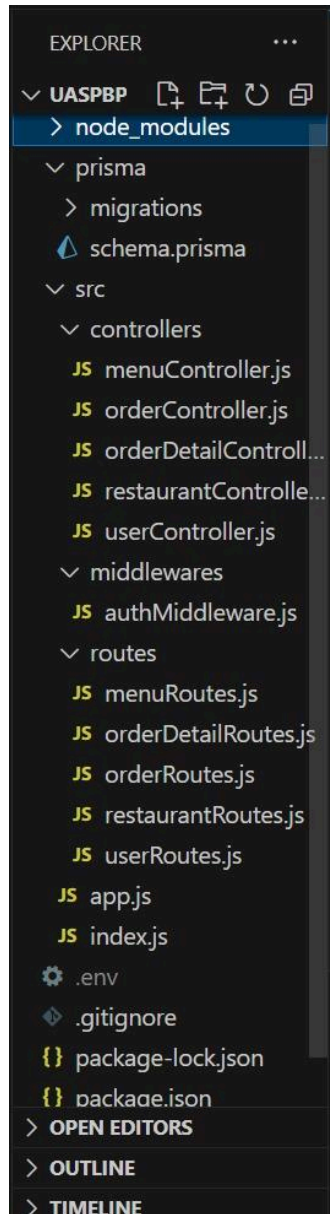 EXPLORER ...
UASPBP
node_modules
prisma
migrations
schema.prisma
src
controllers
JS menuController.js
JS orderController.js
JS orderDetailControll...
JS restaurantControlle...
JS userController.js
middlewares
JS authMiddleware.js
routes
JS menuRoutes.js
JS orderDetailRoutes.js
JS orderRoutes.js
JS restaurantRoutes.js
JS userRoutes.js
JS app.js
JS index.js
.env
.gitignore
{} package-lock.json
{} package.json
OPEN EDITORS
OUTLINE
TIMELINE